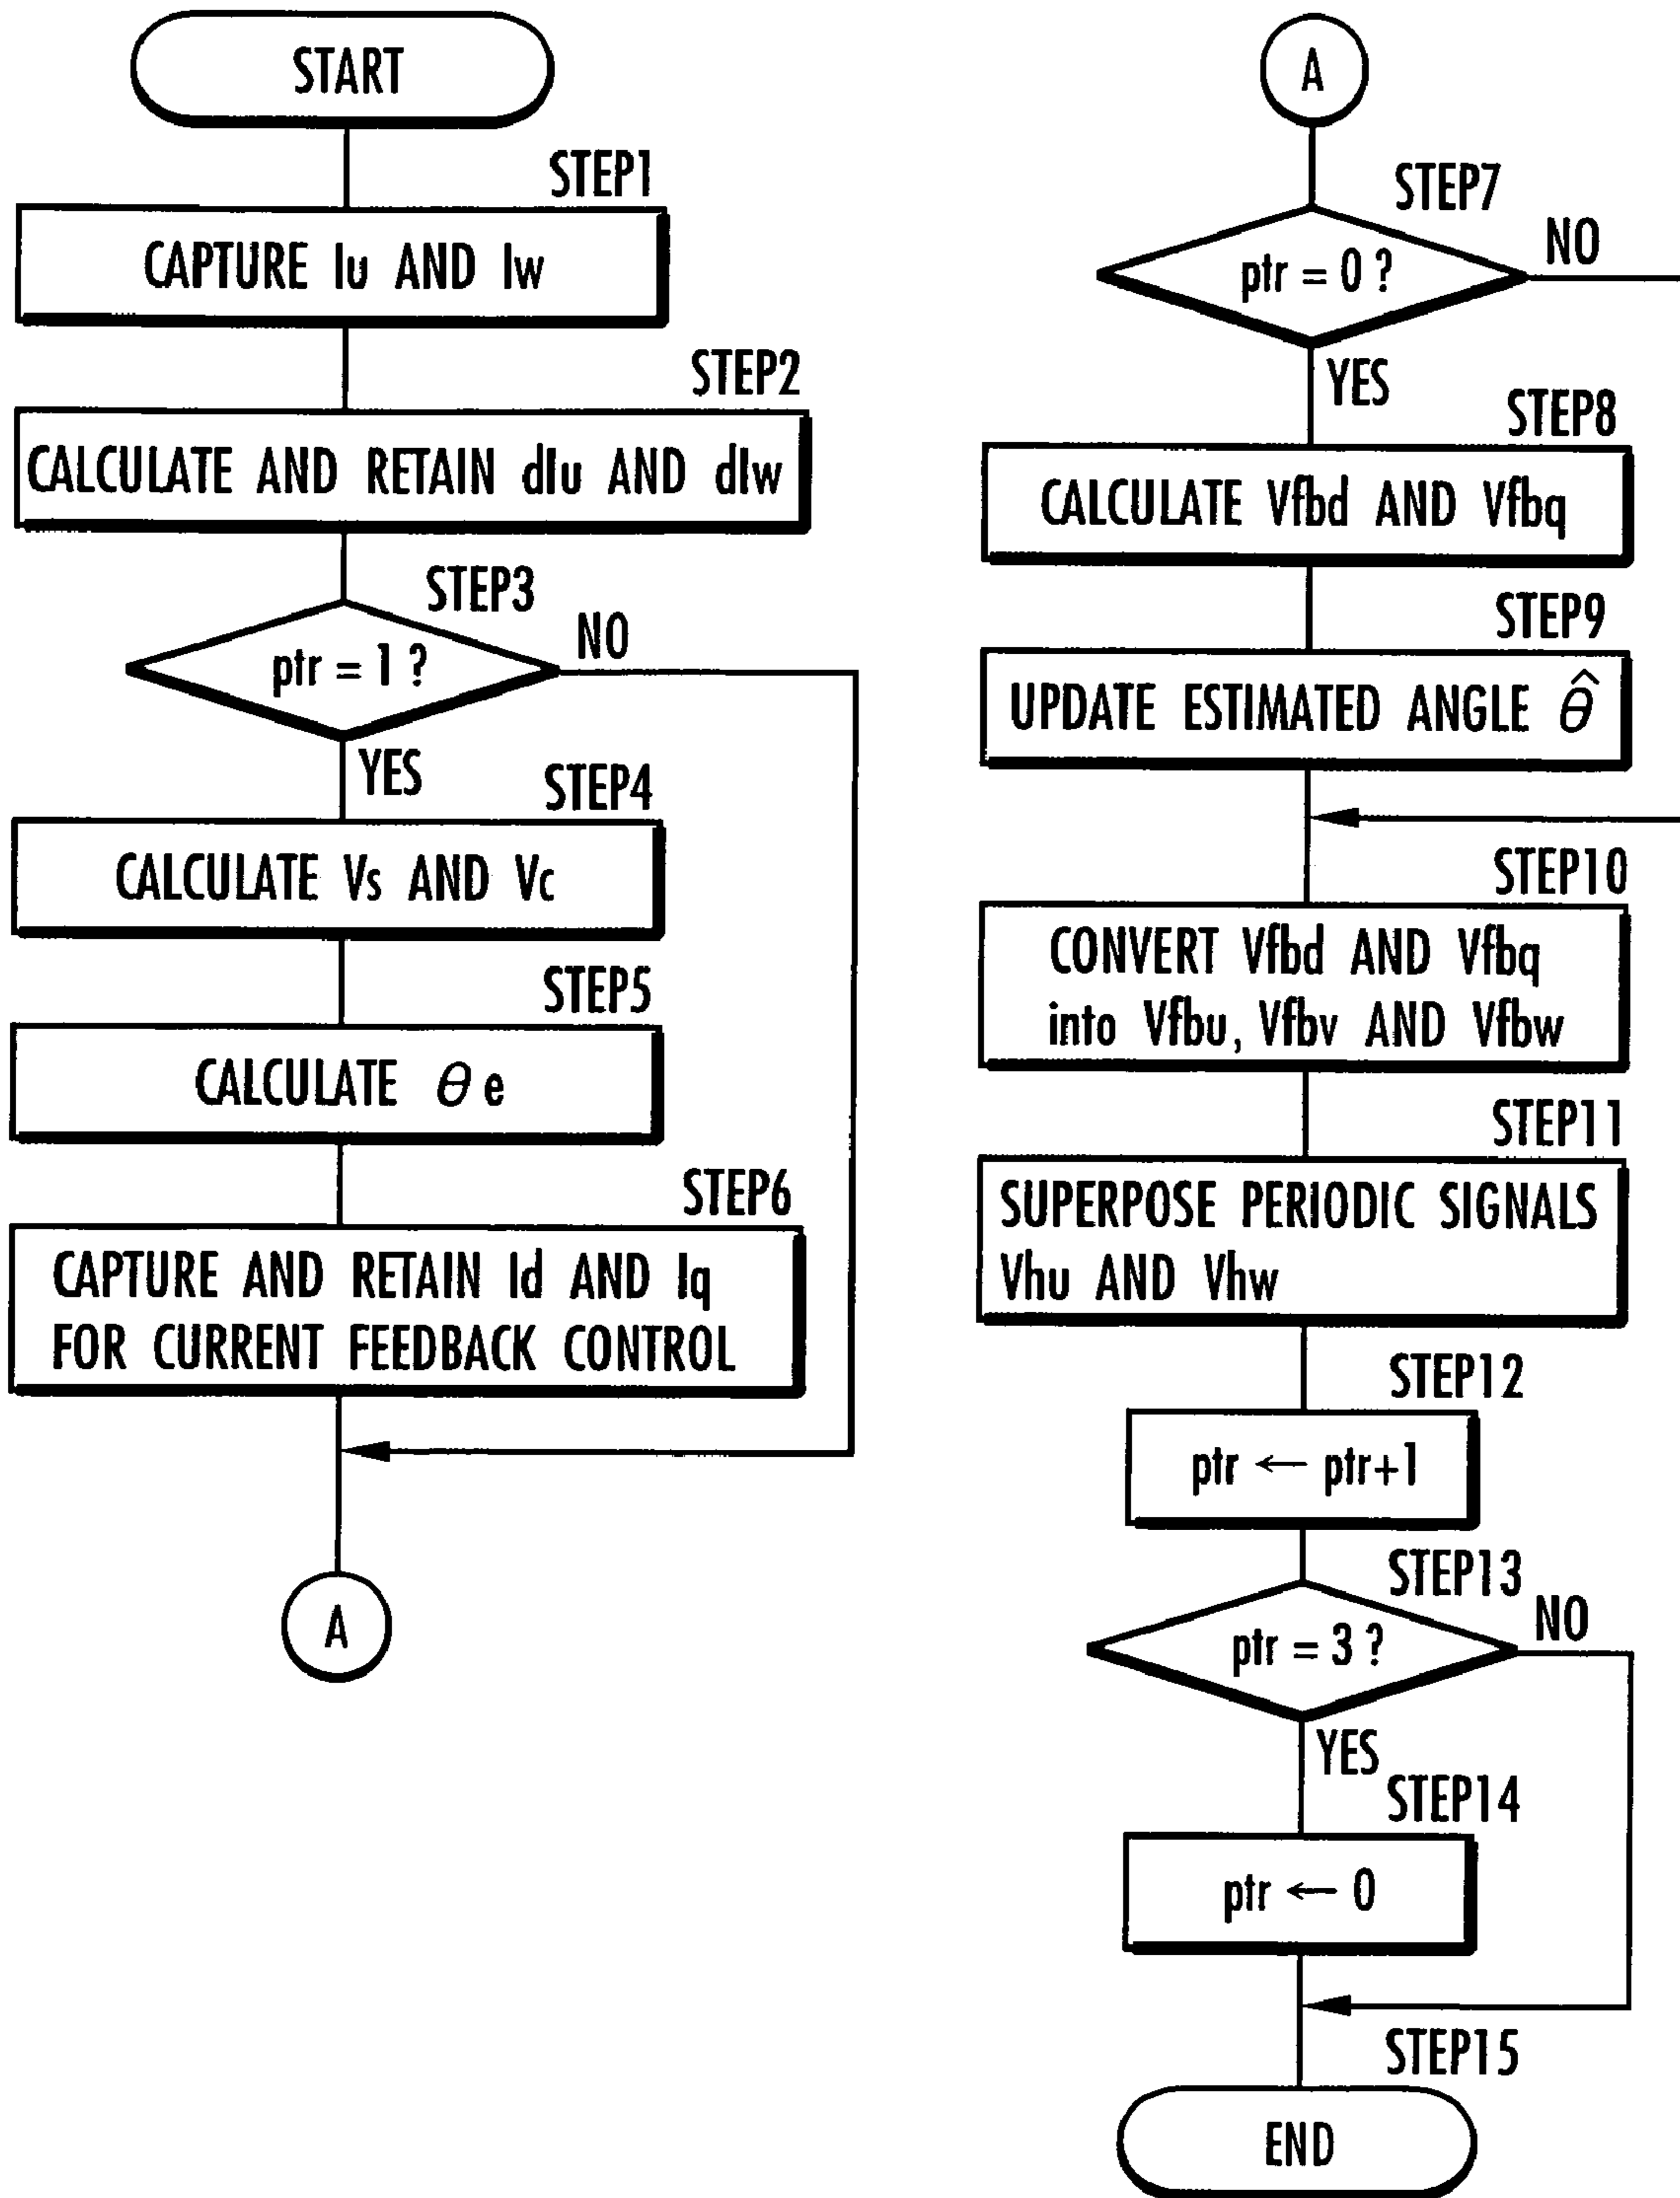 START
STEP1
CAPTURE Iu AND Iw
STEP2
CALCULATE AND RETAIN dIu AND dIw
STEP3
ptr = 1 ?
NO
YES
STEP4
CALCULATE Vs AND Vc
STEP5
CALCULATE θ e
STEP6
CAPTURE AND RETAIN Id AND Iq
FOR CURRENT FEEDBACK CONTROL
A
A
STEP7
ptr = 0 ?
NO
YES
STEP8
CALCULATE Vfbd AND Vfbq
STEP9
UPDATE ESTIMATED ANGLE θ̂
STEP10
CONVERT Vfbd AND Vfbq
into Vfbu, Vfbv AND Vfbw
STEP11
SUPERPOSE PERIODIC SIGNALS
Vhu AND Vhw
STEP12
ptr ← ptr+1
STEP13
ptr = 3 ?
NO
YES
STEP14
ptr ← 0
STEP15
END